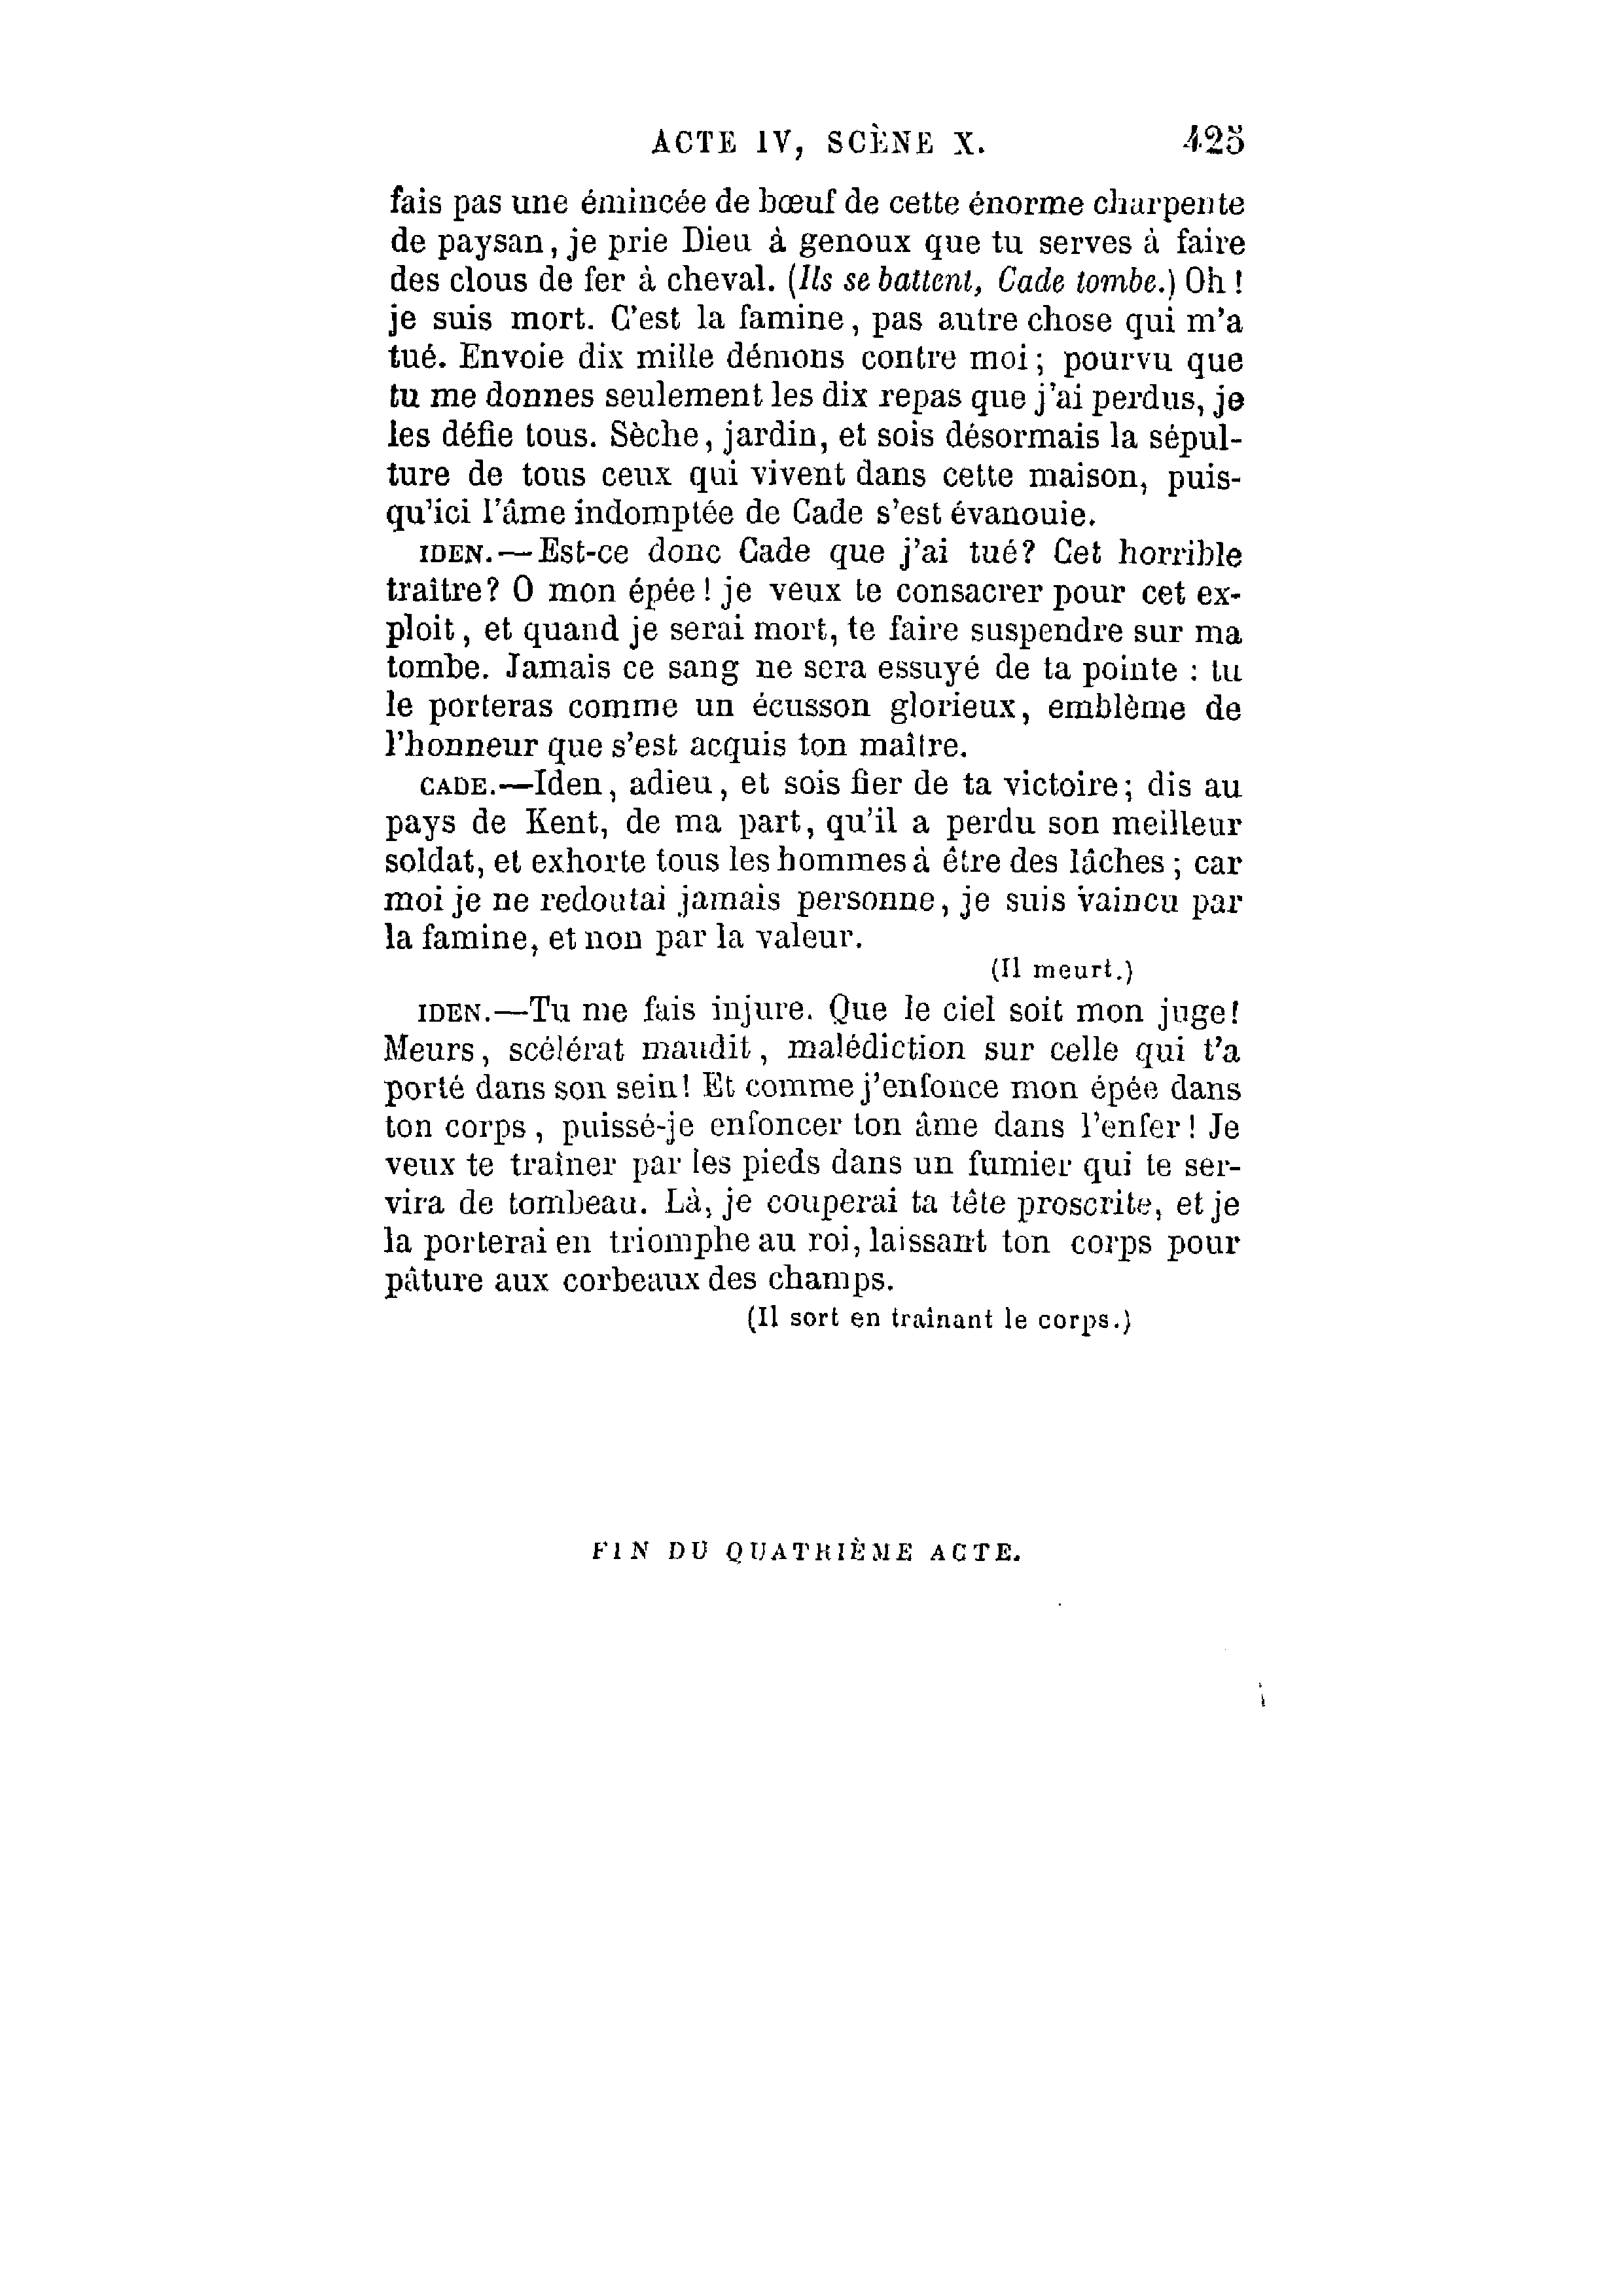 ACTE IV, SCÈNE X. 425
fais pas une émincée de bœuf de cette énorme charpente
de paysan, je prie Dieu à genoux que tu serves à faire
des clous de fer à cheval. (Ils se battent, Cade tombe.) Oh !
je suis mort. C'est la famine, pas autre chose qui m'a
tué. Envoie dix mille démons contre moi ; pourvu que
tu me donnes seulement les dix repas que j'ai perdus, je
les défie tous. Sèche, jardin, et sois désormais la sépul-
ture de tous ceux qui vivent dans cette maison, puis-
qu'ici l'âme indomptée de Cade s'est évanouie.
IDEN.—Est-ce donc Cade que j'ai tué? Cet horrible
traître? O mon épée ! je veux te consacrer pour cet ex-
ploit, et quand je serai mort, te faire suspendre sur ma
tombe. Jamais ce sang ne sera essuyé de ta pointe : tu
le porteras comme un écusson glorieux, emblème de
l'honneur que s'est acquis ton maître.
CADE.—Iden, adieu, et sois fier de ta victoire; dis au
pays de Kent, de ma part, qu'il a perdu son meilleur
soldat, et exhorte tous les hommes à être des lâches ; car
moi je ne redoutai jamais personne, je suis vaincu par
la famine, et non par la valeur.
(Il meurt.)
IDEN.—Tu me fais injure. Que le ciel soit mon juge!
Meurs, scélérat maudit, malédiction sur celle qui t'a
porté dans son sein! Et comme j'enfonce mon épée dans
ton corps, puissé-je enfoncer ton âme dans l'enfer ! Je
veux te traîner par les pieds dans un fumier qui te ser-
vira de tombeau. Là, je couperai ta tête proscrite, et je
la porterai en triomphe au roi, laissant ton corps pour
pâture aux corbeaux des champs.
(Il sort en traînant le corps.)
FIN DU QUATRIÈME ACTE.